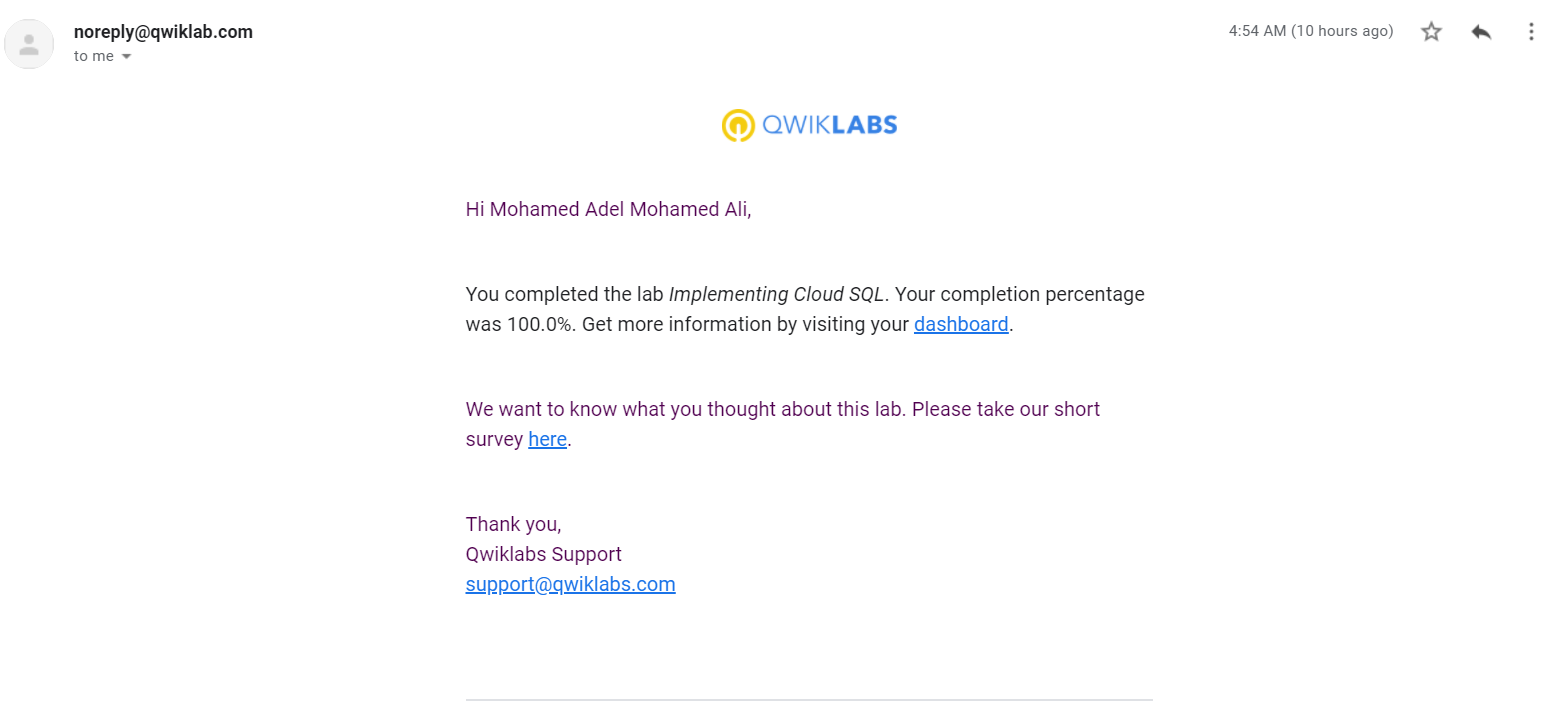 noreply@qwiklab.com
4:54 AM (10 hours ago)
to me
QWIKLABS
Hi Mohamed Adel Mohamed Ali,
You completed the lab Implementing Cloud SQL. Your completion percentage
was 100.0%. Get more information by visiting your dashboard.
We want to know what you thought about this lab. Please take our short
survey here.
Thank you,
Qwiklabs Support
support@qwiklabs.com